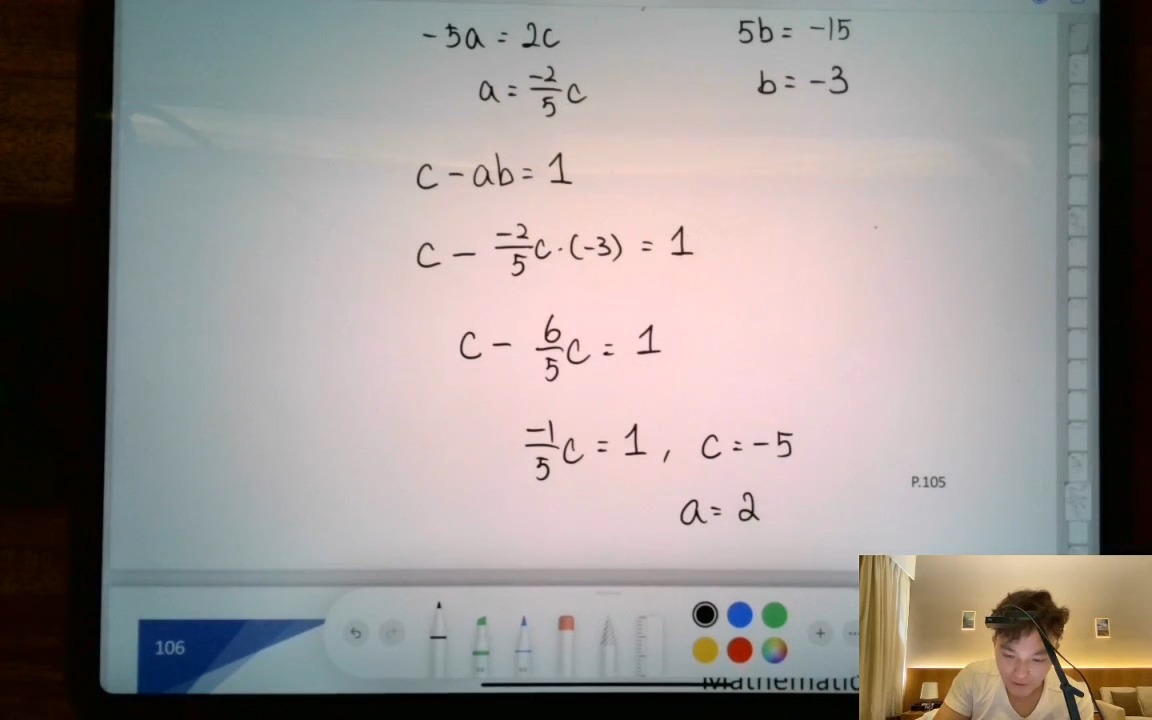 -5a = 2c
5b = -15
a = -2/5 c
b = -3
c - ab = 1
c - -2/5 c · (-3) = 1
c - 6/5 c = 1
-1/5 c = 1, c = -5
P.105
a = 2
106